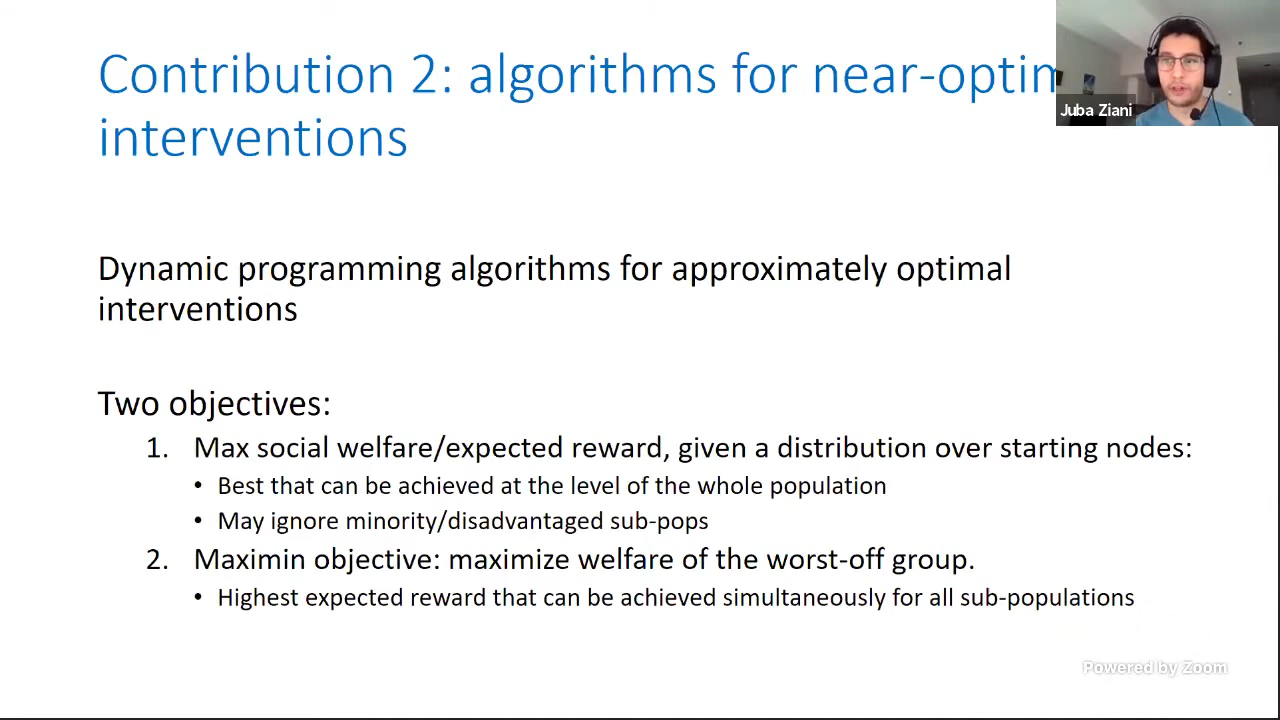 Contribution 2: algorithms for near-optim
interventions
Juba Ziani
Dynamic programming algorithms for approximately optimal
interventions
Two objectives:
1. Max social welfare/expected reward, given a distribution over starting nodes:
• Best that can be achieved at the level of the whole population
• May ignore minority/disadvantaged sub-pops
2. Maximin objective: maximize welfare of the worst-off group.
• Highest expected reward that can be achieved simultaneously for all sub-populations
Powered by Zoom